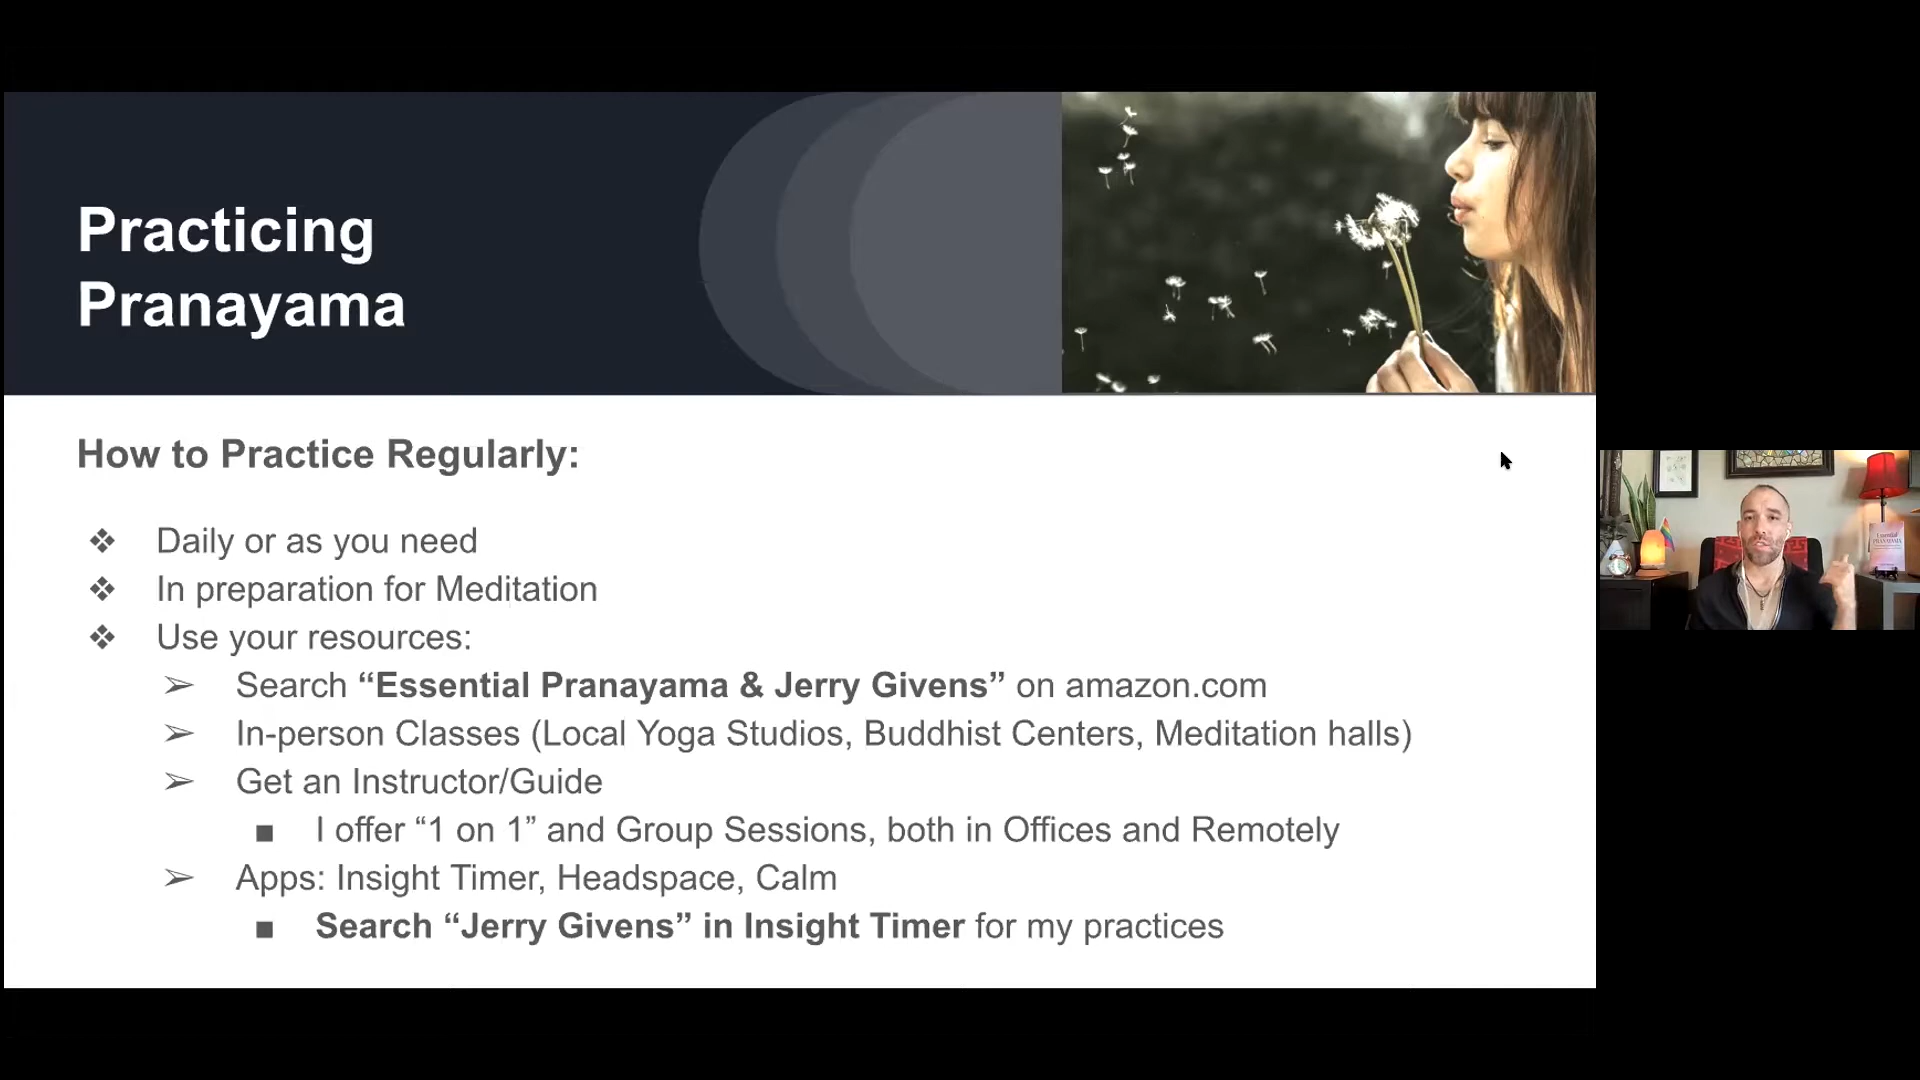 Practicing
Pranayama
How to Practice Regularly:
❖ Daily or as you need
❖ In preparation for Meditation
❖ Use your resources:
➢ Search “Essential Pranayama & Jerry Givens” on amazon.com
➢ In-person Classes (Local Yoga Studios, Buddhist Centers, Meditation halls)
➢ Get an Instructor/Guide
■ I offer “1 on 1” and Group Sessions, both in Offices and Remotely
➢ Apps: Insight Timer, Headspace, Calm
■ Search “Jerry Givens” in Insight Timer for my practices
Essential
PRANAYAMA